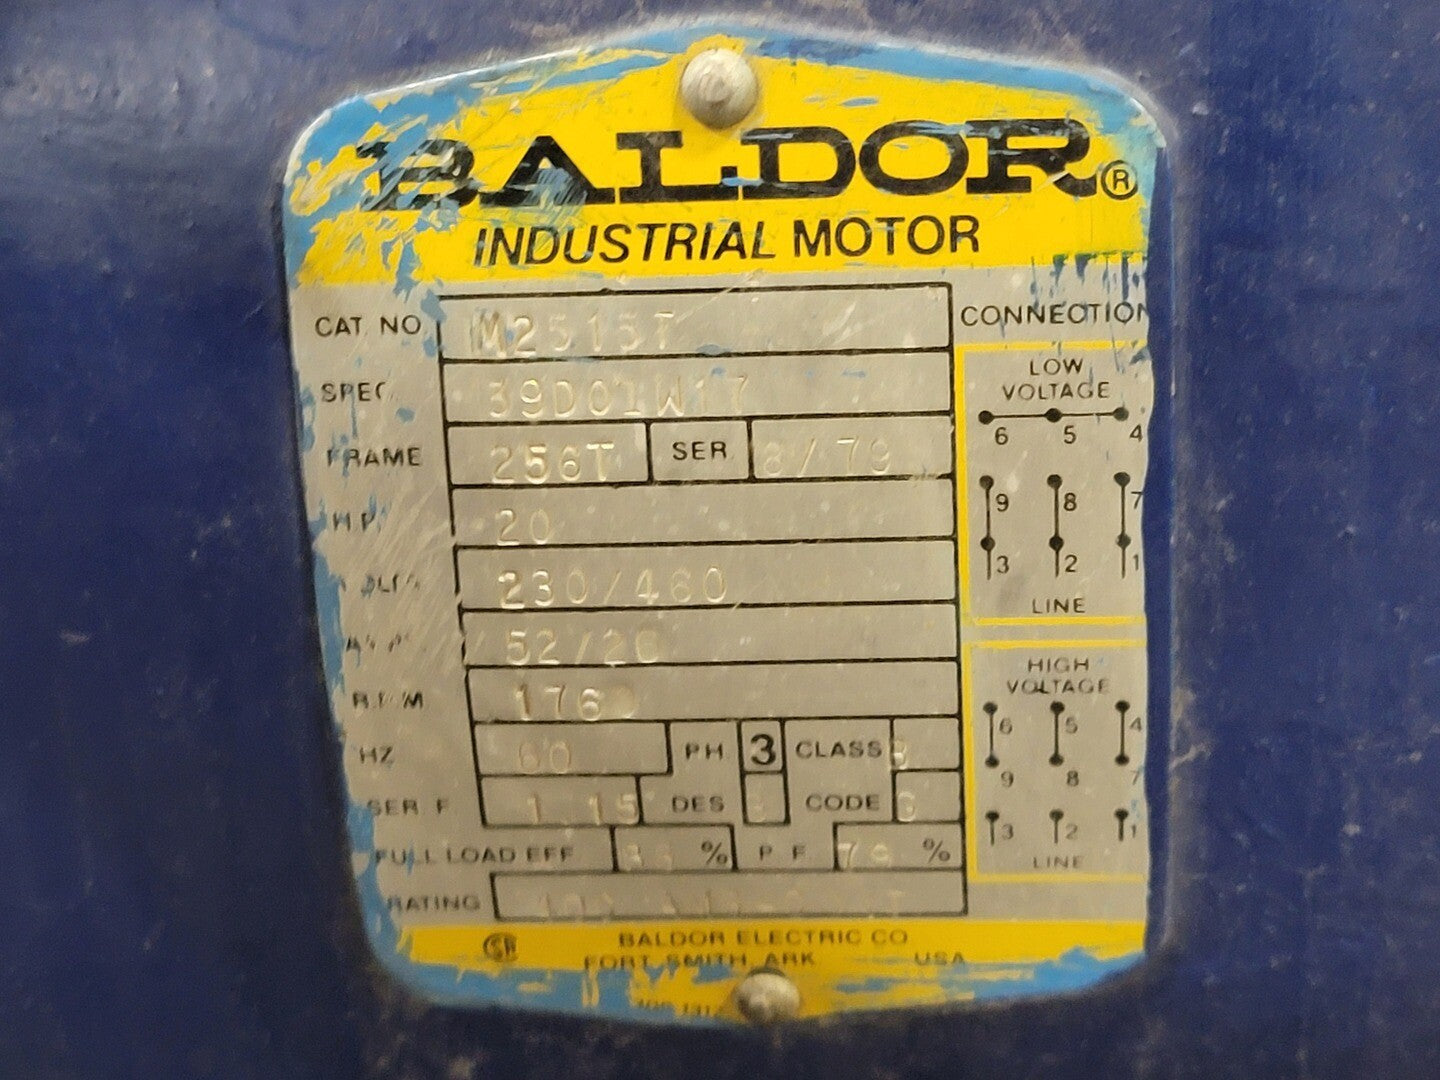 BALDOR®
INDUSTRIAL MOTOR
CAT. NO. M2515T
SPEC. 39D01W17
FRAME 256T SER. 8/79
H.P. 20
230/460
52/26
R.P.M. 1760
HZ 60 PH 3 CLASS B
SER. F. 1.15 DES CODE G
FULL LOAD EFF % P.F. %
RATING
BALDOR ELECTRIC CO
FORT SMITH, ARK. USA
CONNECTION
LOW
VOLTAGE
6 5 4
9 8 7
3 2 1
LINE
HIGH
VOLTAGE
6 5 4
9 8 7
3 2 1
LINE